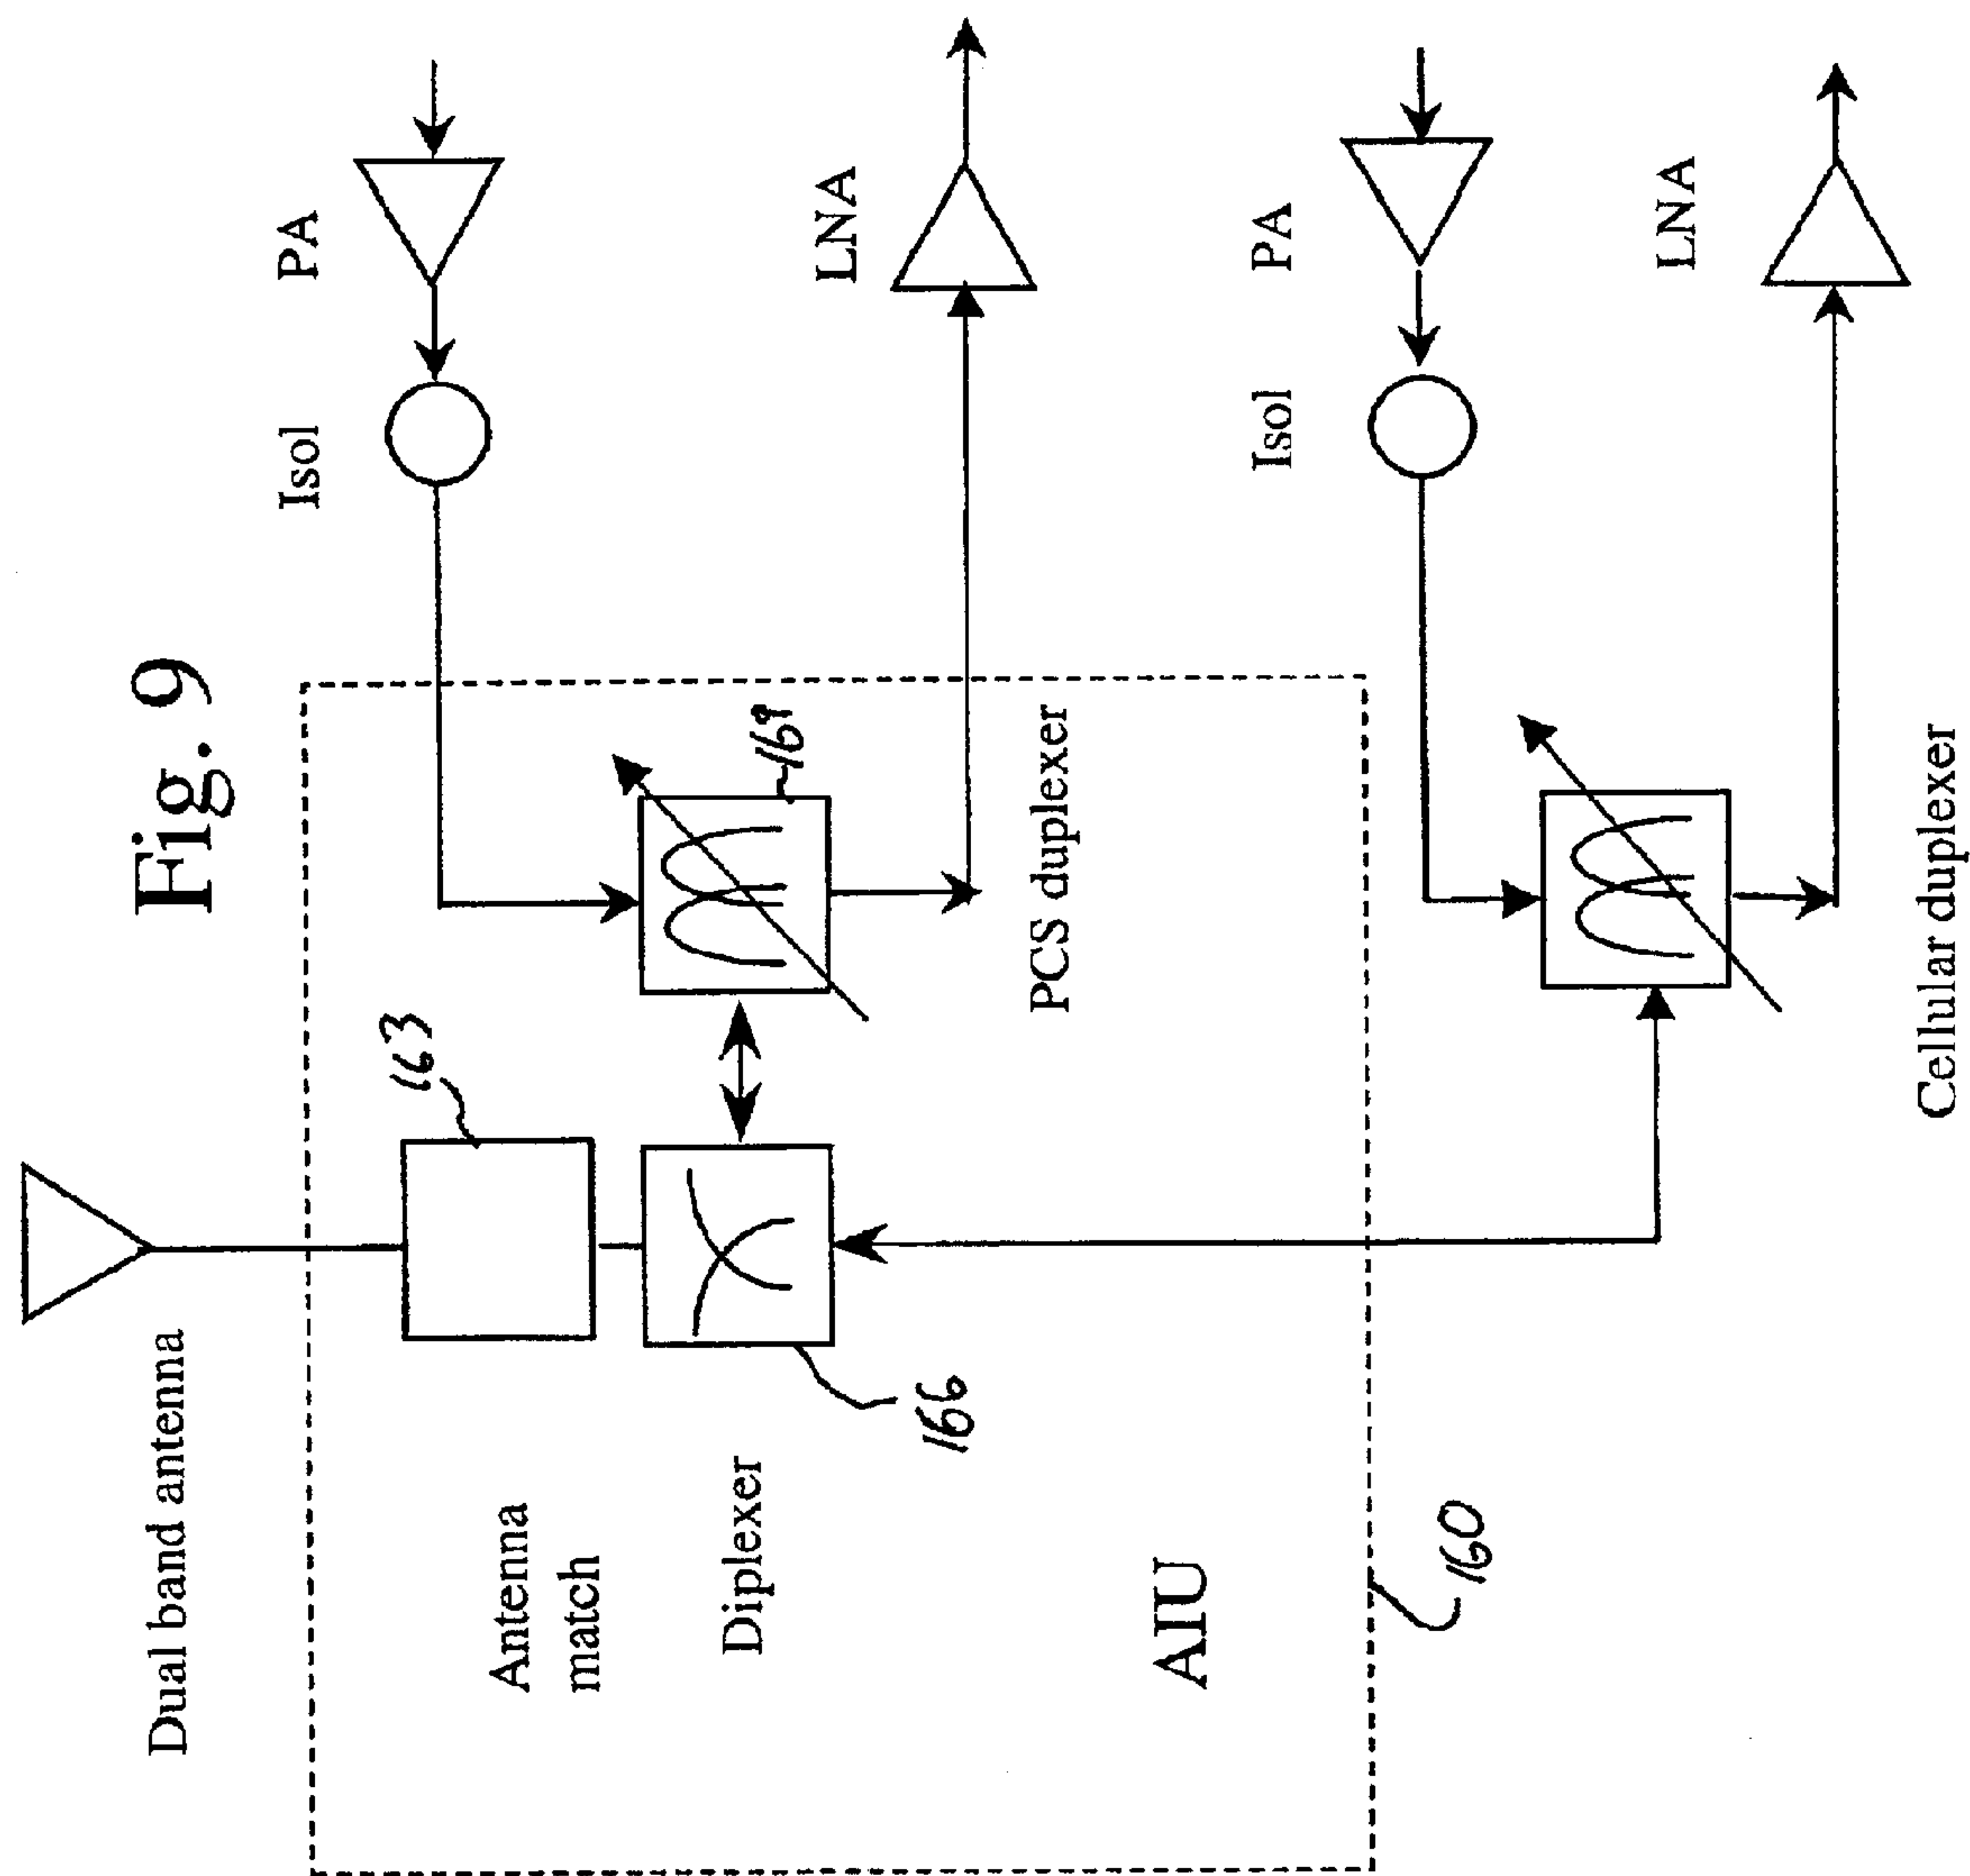 Fig. 9
Dual band antenna
Antenna
match
163
Diplexer
166
AIU
160
169
PCS duplexer
Isol
PA
LNA
Cellular duplexer
Isol
PA
LNA